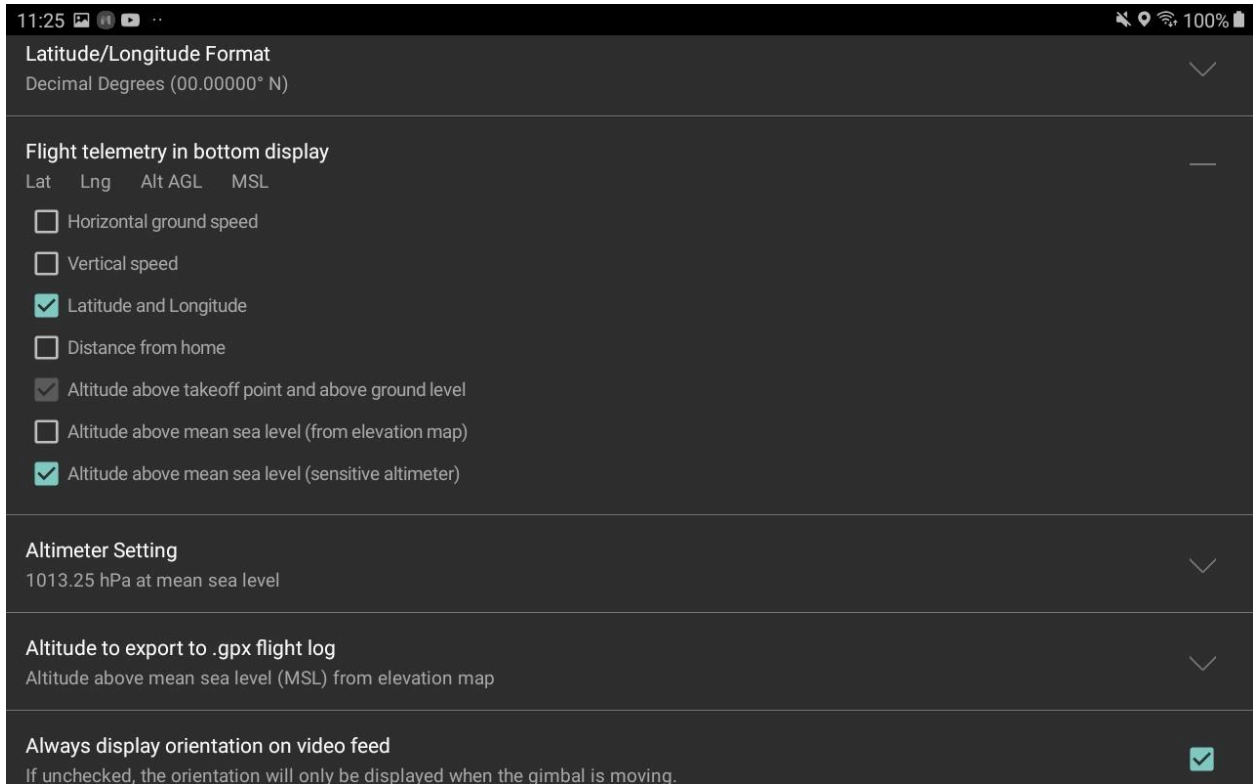 11:25 100%
Latitude/Longitude Format
Decimal Degrees (00.00000° N)
Flight telemetry in bottom display
Lat Lng Alt AGL MSL
Horizontal ground speed
Vertical speed
Latitude and Longitude
Distance from home
Altitude above takeoff point and above ground level
Altitude above mean sea level (from elevation map)
Altitude above mean sea level (sensitive altimeter)
Altimeter Setting
1013.25 hPa at mean sea level
Altitude to export to .gpx flight log
Altitude above mean sea level (MSL) from elevation map
Always display orientation on video feed
If unchecked, the orientation will only be displayed when the gimbal is moving.